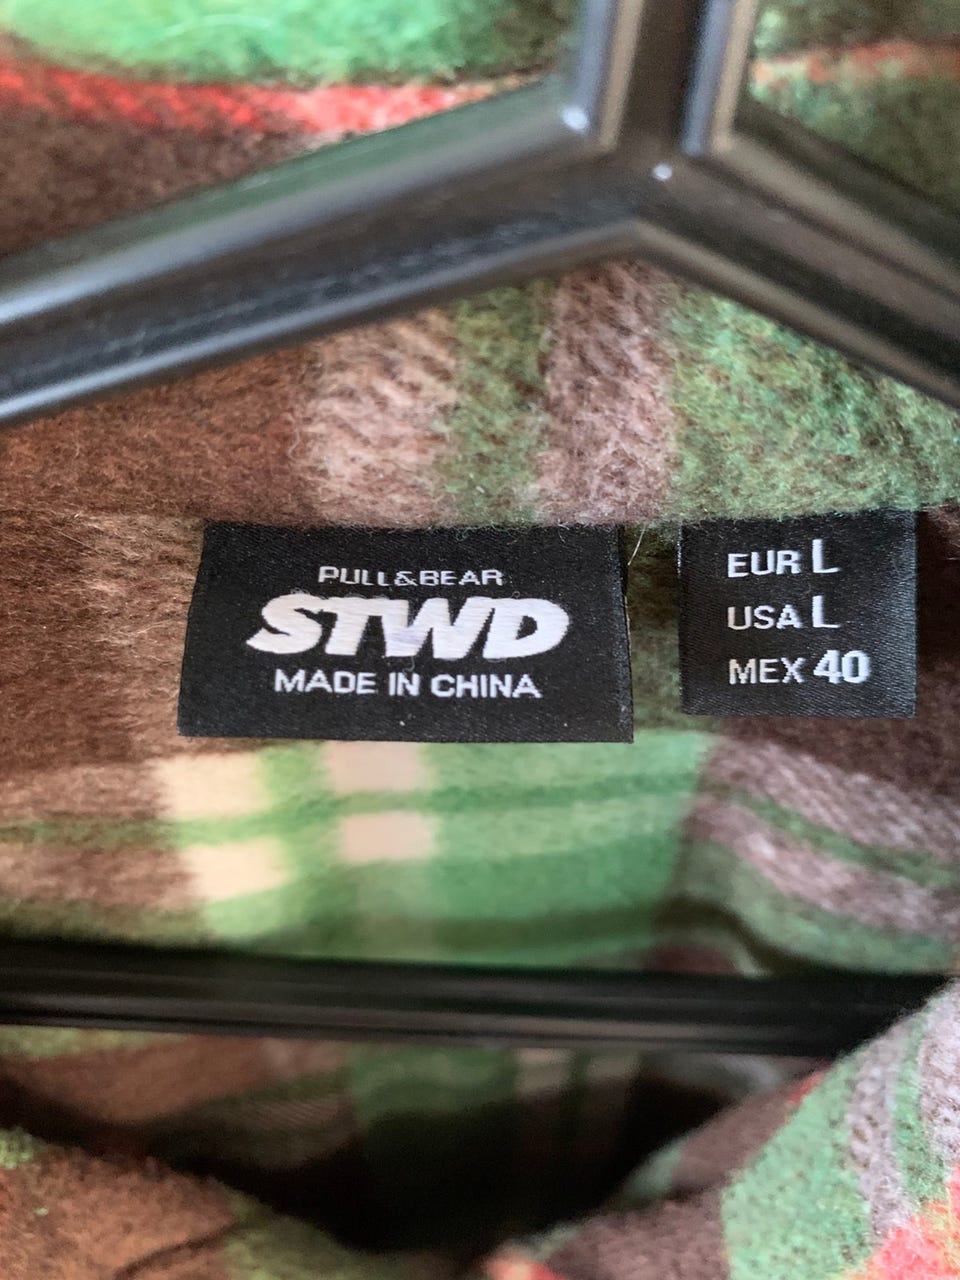 PULL&BEAR
STWD
MADE IN CHINA
EUR L
USA L
MEX 40